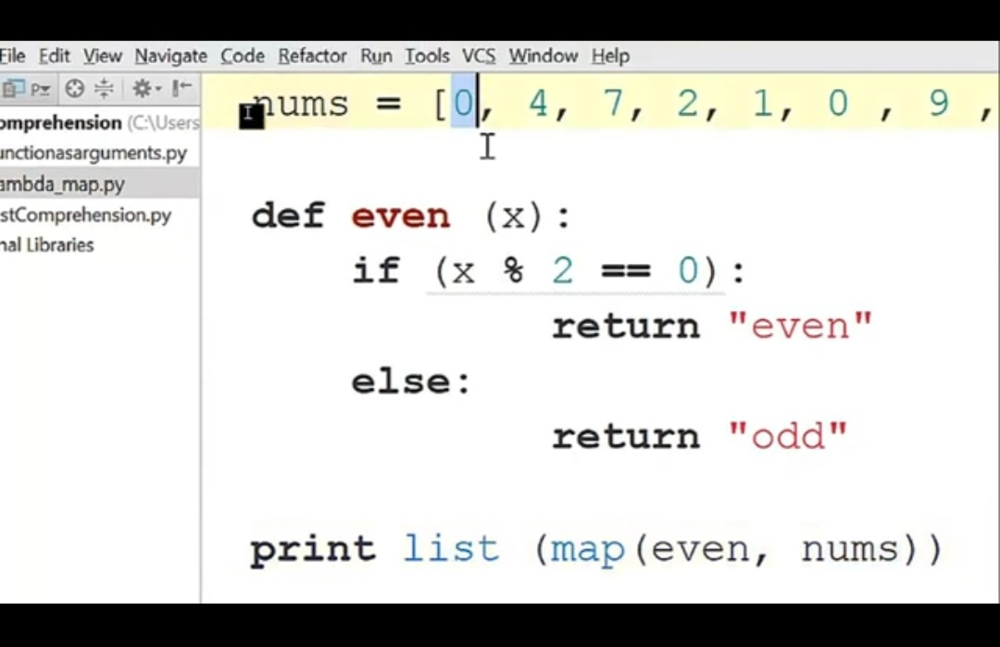 File Edit View Navigate Code Refactor Run Tools VCS Window Help
omprehension (C:\Users
unctionasarguments.py
ambda_map.py
stComprehension.py
nal Libraries
nums = [0, 4, 7, 2, 1, 0 , 9 ,
def even (x):
if (x % 2 == 0):
return "even"
else:
return "odd"
print list (map(even, nums))